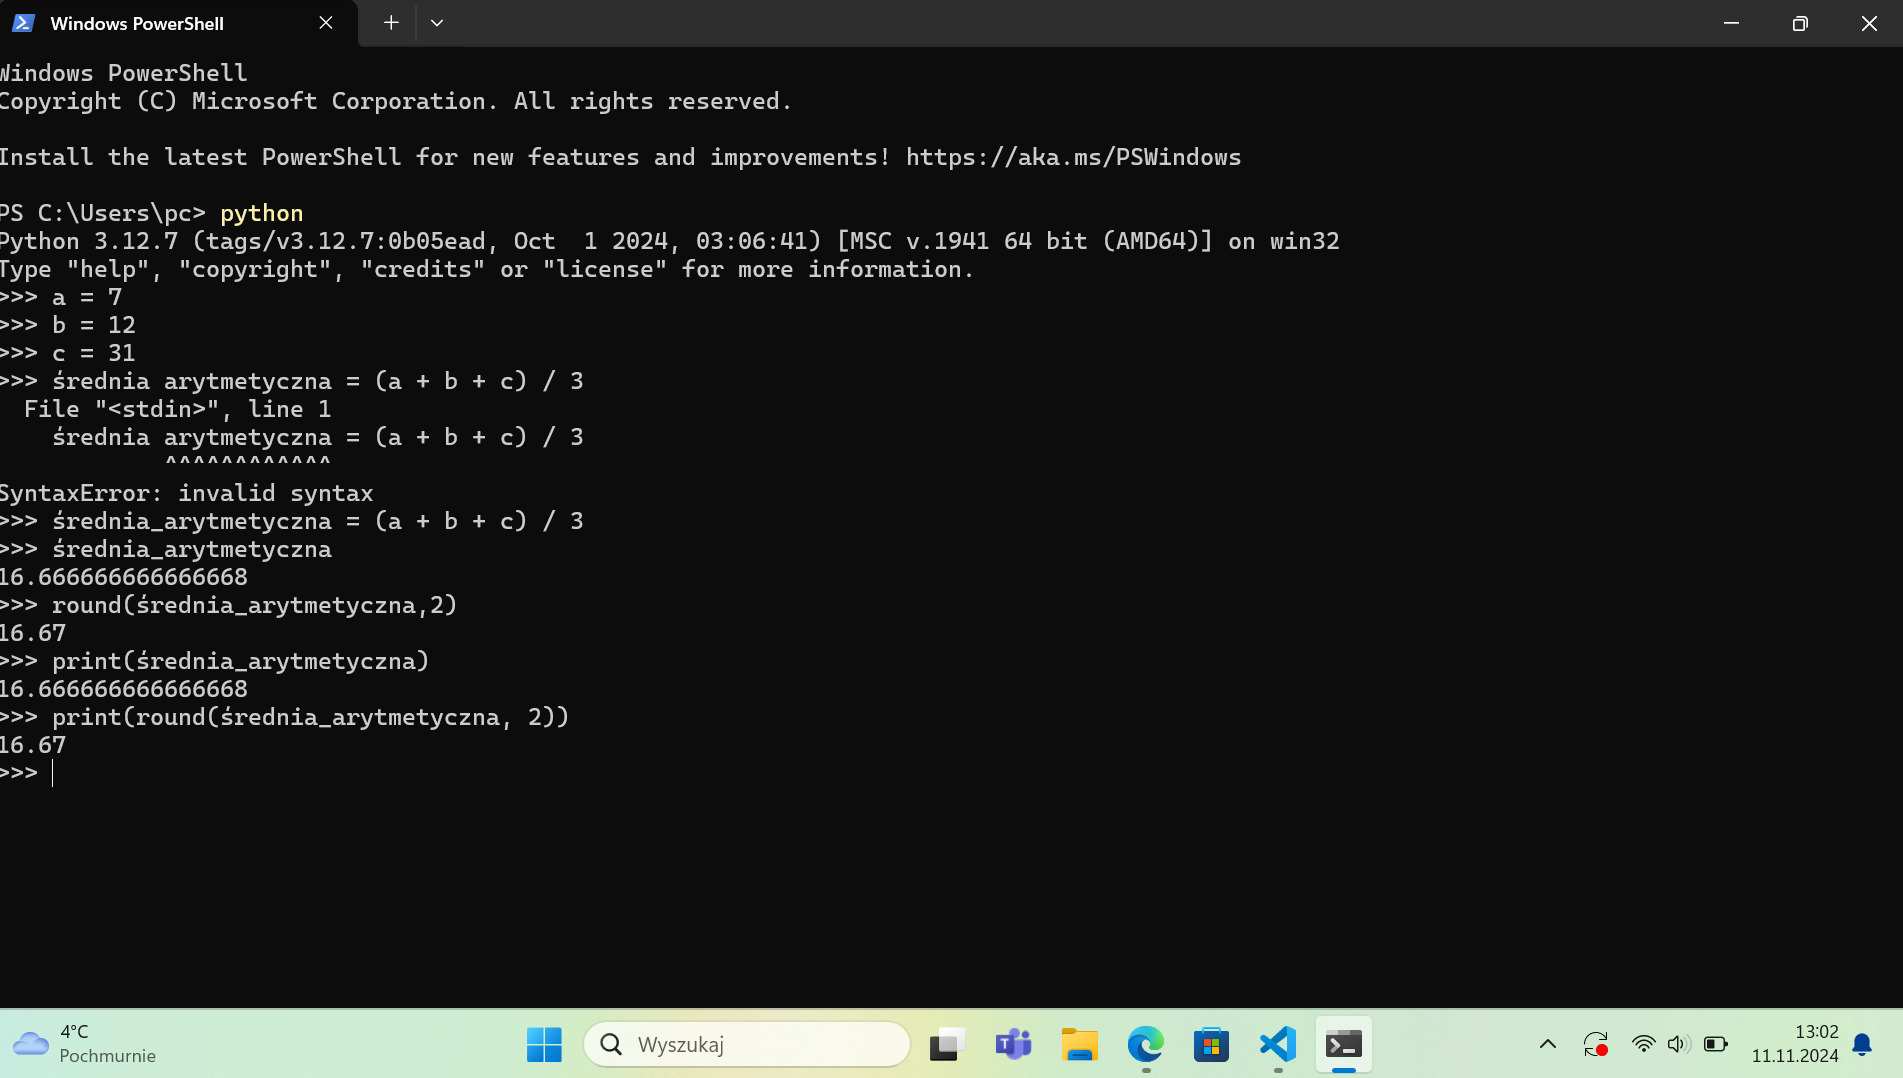 Windows PowerShell
Windows PowerShell
Copyright (C) Microsoft Corporation. All rights reserved.
Install the latest PowerShell for new features and improvements! https://aka.ms/PSWindows
PS C:\Users\pc> python
Python 3.12.7 (tags/v3.12.7:0b05ead, Oct  1 2024, 03:06:41) [MSC v.1941 64 bit (AMD64)] on win32
Type "help", "copyright", "credits" or "license" for more information.
>>> a = 7
>>> b = 12
>>> c = 31
>>> średnia arytmetyczna = (a + b + c) / 3
  File "<stdin>", line 1
    średnia arytmetyczna = (a + b + c) / 3
            ^^^^^^^^^^^^
SyntaxError: invalid syntax
>>> średnia_arytmetyczna = (a + b + c) / 3
>>> średnia_arytmetyczna
16.666666666666668
>>> round(średnia_arytmetyczna,2)
16.67
>>> print(średnia_arytmetyczna)
16.666666666666668
>>> print(round(średnia_arytmetyczna, 2))
16.67
>>>
4°C
Pochmurnie
Wyszukaj
13:02
11.11.2024